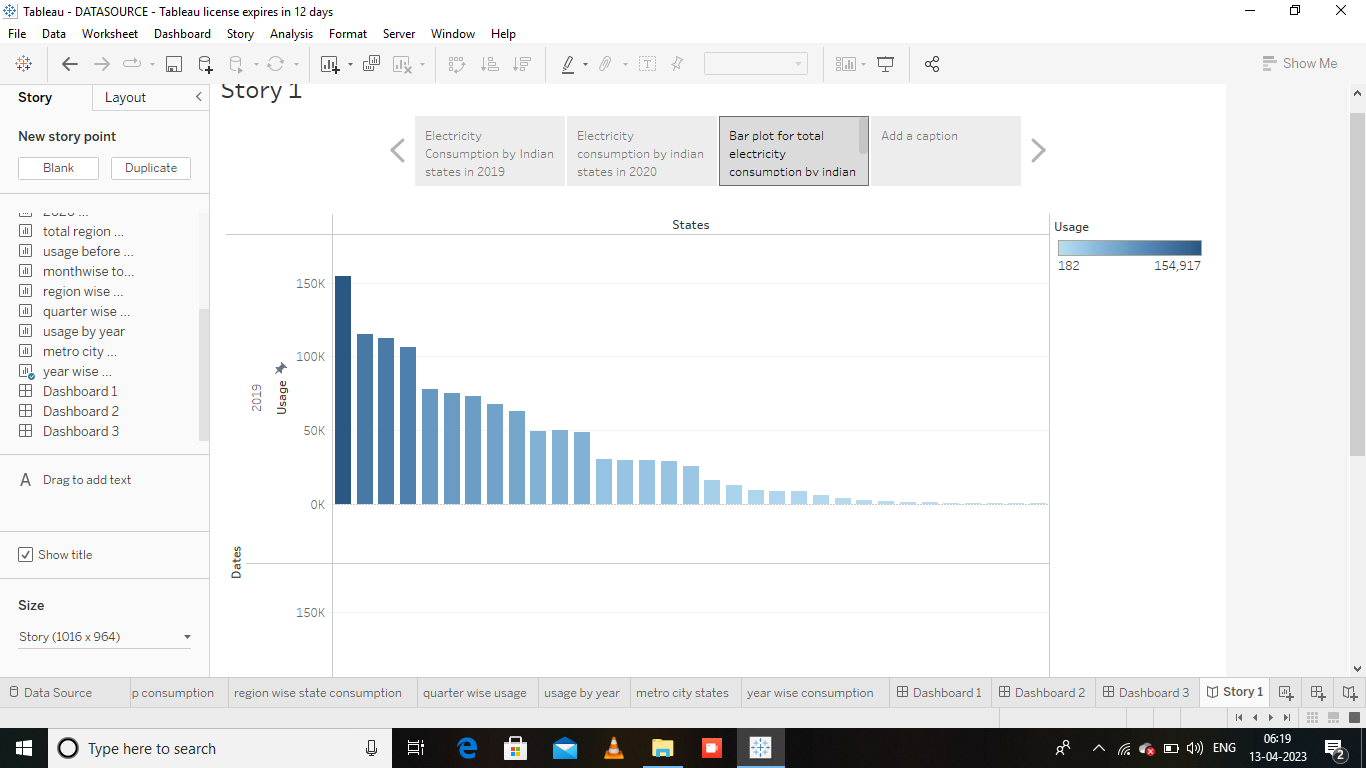 Tableau - DATASOURCE - Tableau license expires in 12 days
File Data Worksheet Dashboard Story Analysis Format Server Window Help
Show Me
Story Layout
New story point
Blank Duplicate
total region ...
usage before ...
monthwise to...
region wise ...
quarter wise ...
usage by year
metro city ...
year wise ...
Dashboard 1
Dashboard 2
Dashboard 3
A Drag to add text
Show title
Size
Story (1016 x 964)
Story 1
Electricity
Consumption by Indian
states in 2019
Electricity
consumption by indian
states in 2020
Bar plot for total
electricity
consumption by indian
Add a caption
States
150K
100K
50K
0K
2019
Usage
Dates
150K
Usage
182 154,917
Data Source p consumption region wise state consumption quarter wise usage usage by year metro city states year wise consumption Dashboard 1 Dashboard 2 Dashboard 3 Story 1
Type here to search
ENG
06:19
13-04-2023
2